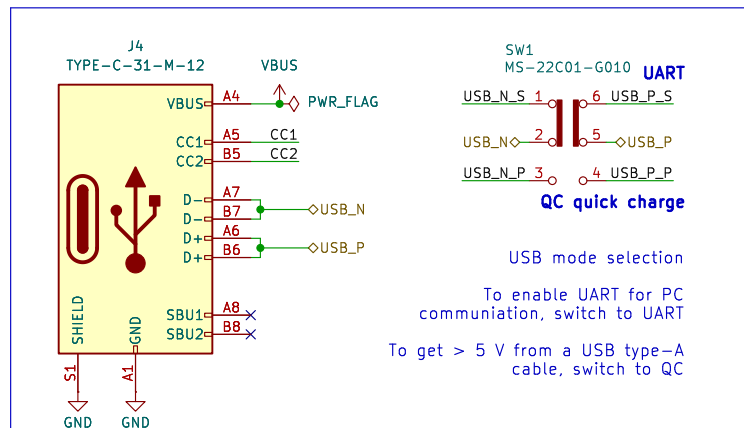 J4
TYPE-C-31-M-12
VBUS
VBUS A4
PWR_FLAG
CC1 A5 CC1
CC2 B5 CC2
D- A7
D- B7
USB_N
D+ A6
D+ B6
USB_P
SBU1 A8
SBU2 B8
SHIELD
GND
S1
A1
GND
GND
SW1
MS-22C01-G010
UART
USB_N_S 1 6 USB_P_S
USB_N 2 5 USB_P
USB_N_P 3 4 USB_P_P
QC quick charge
USB mode selection
To enable UART for PC
communiation, switch to UART
To get > 5 V from a USB type-A
cable, switch to QC